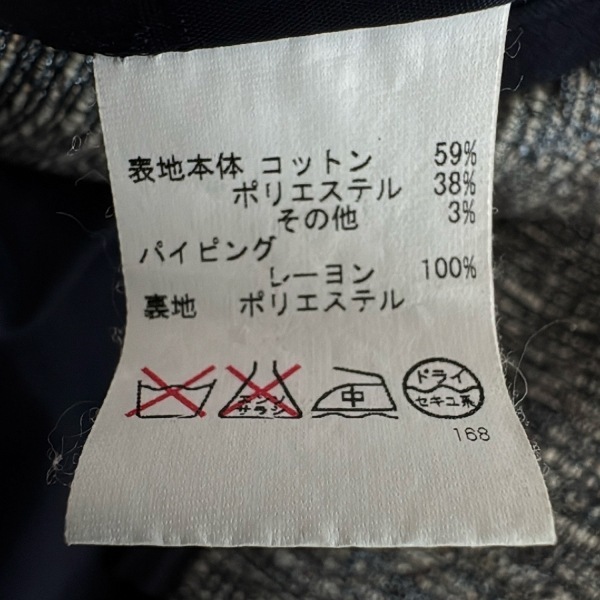 表地本体 コットン 59%
ポリエステル 38%
その他 3%
パイピング
レーヨン 100%
裏地 ポリエステル
エンソ サラシ
中
ドライ
セキユ系
168